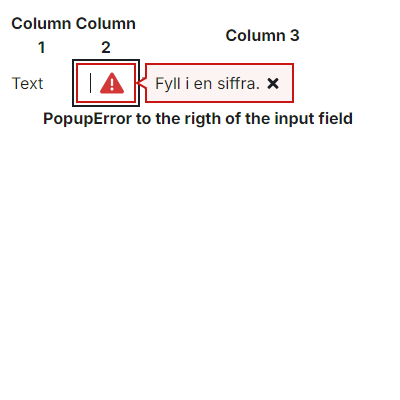 Column Column Column 3
1 2
Text Fyll i en siffra.
PopupError to the rigth of the input field